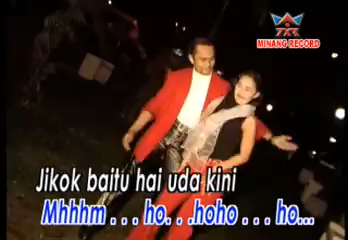 MINANG RECORD
Jikok baitu hai uda kini
Mhhhm . . . ho. . .hoho . . . ho...